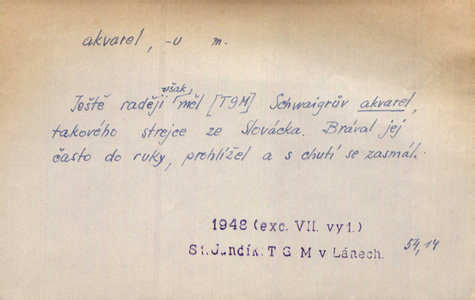 akvarel, -u m.
Ještě raději však, měl [TGM] Schwaigrův akvarel,
takového strejce ze Slovácka. Brával jej
často do ruky, prohlížel a s chutí se zasmál.
1948 (exc. VII. vyt.)
St. Jandík: T G M v Lánech.
54,14